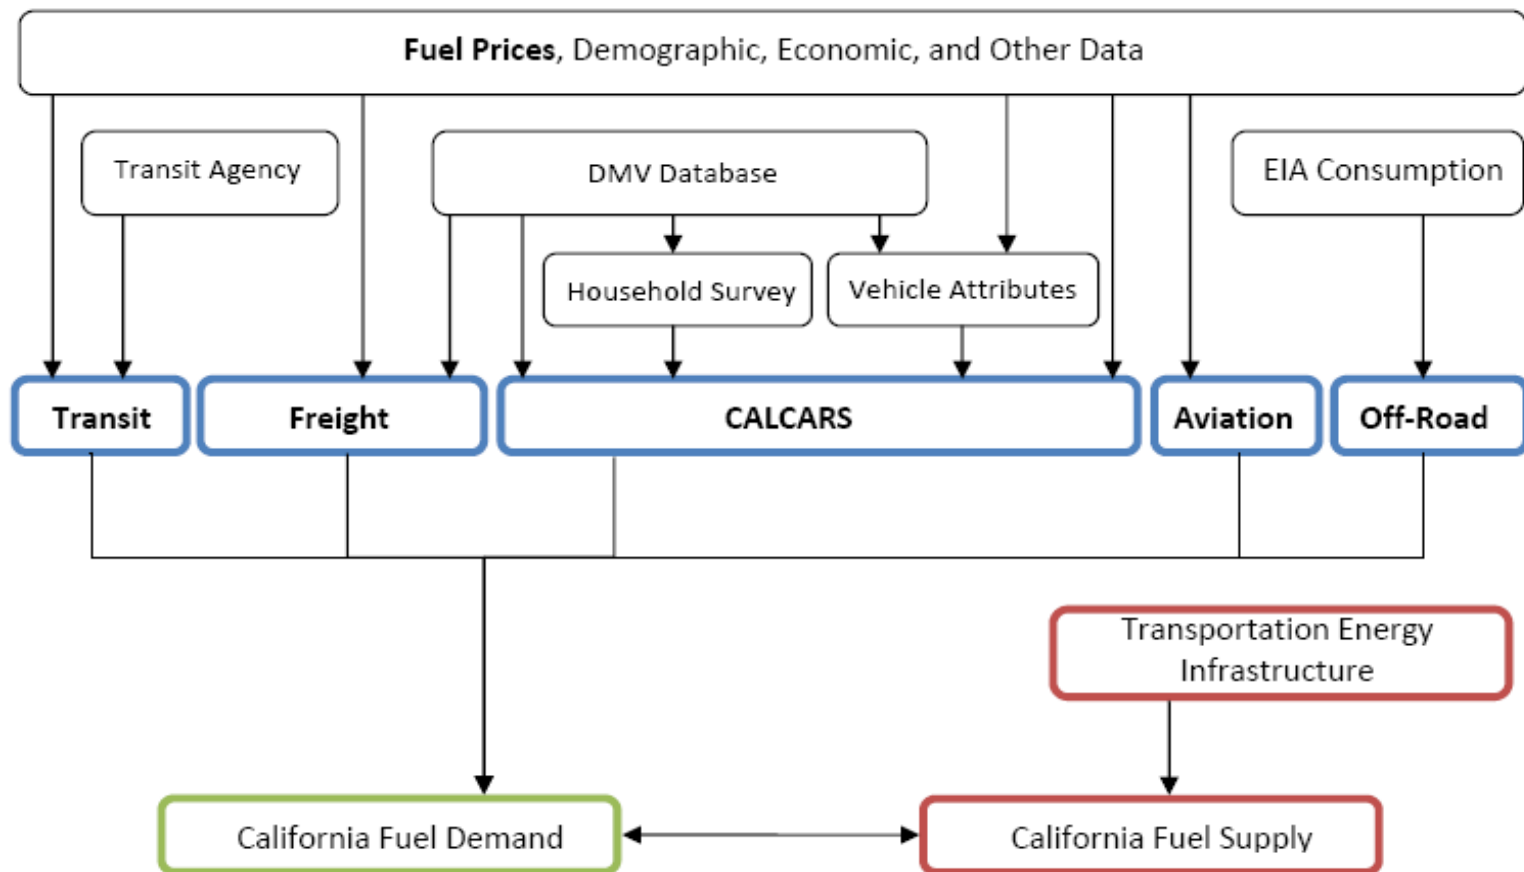 Fuel Prices, Demographic, Economic, and Other Data
Transit Agency
DMV Database
EIA Consumption
Household Survey
Vehicle Attributes
Transit
Freight
CALCARS
Aviation
Off-Road
Transportation Energy
Infrastructure
California Fuel Demand
California Fuel Supply